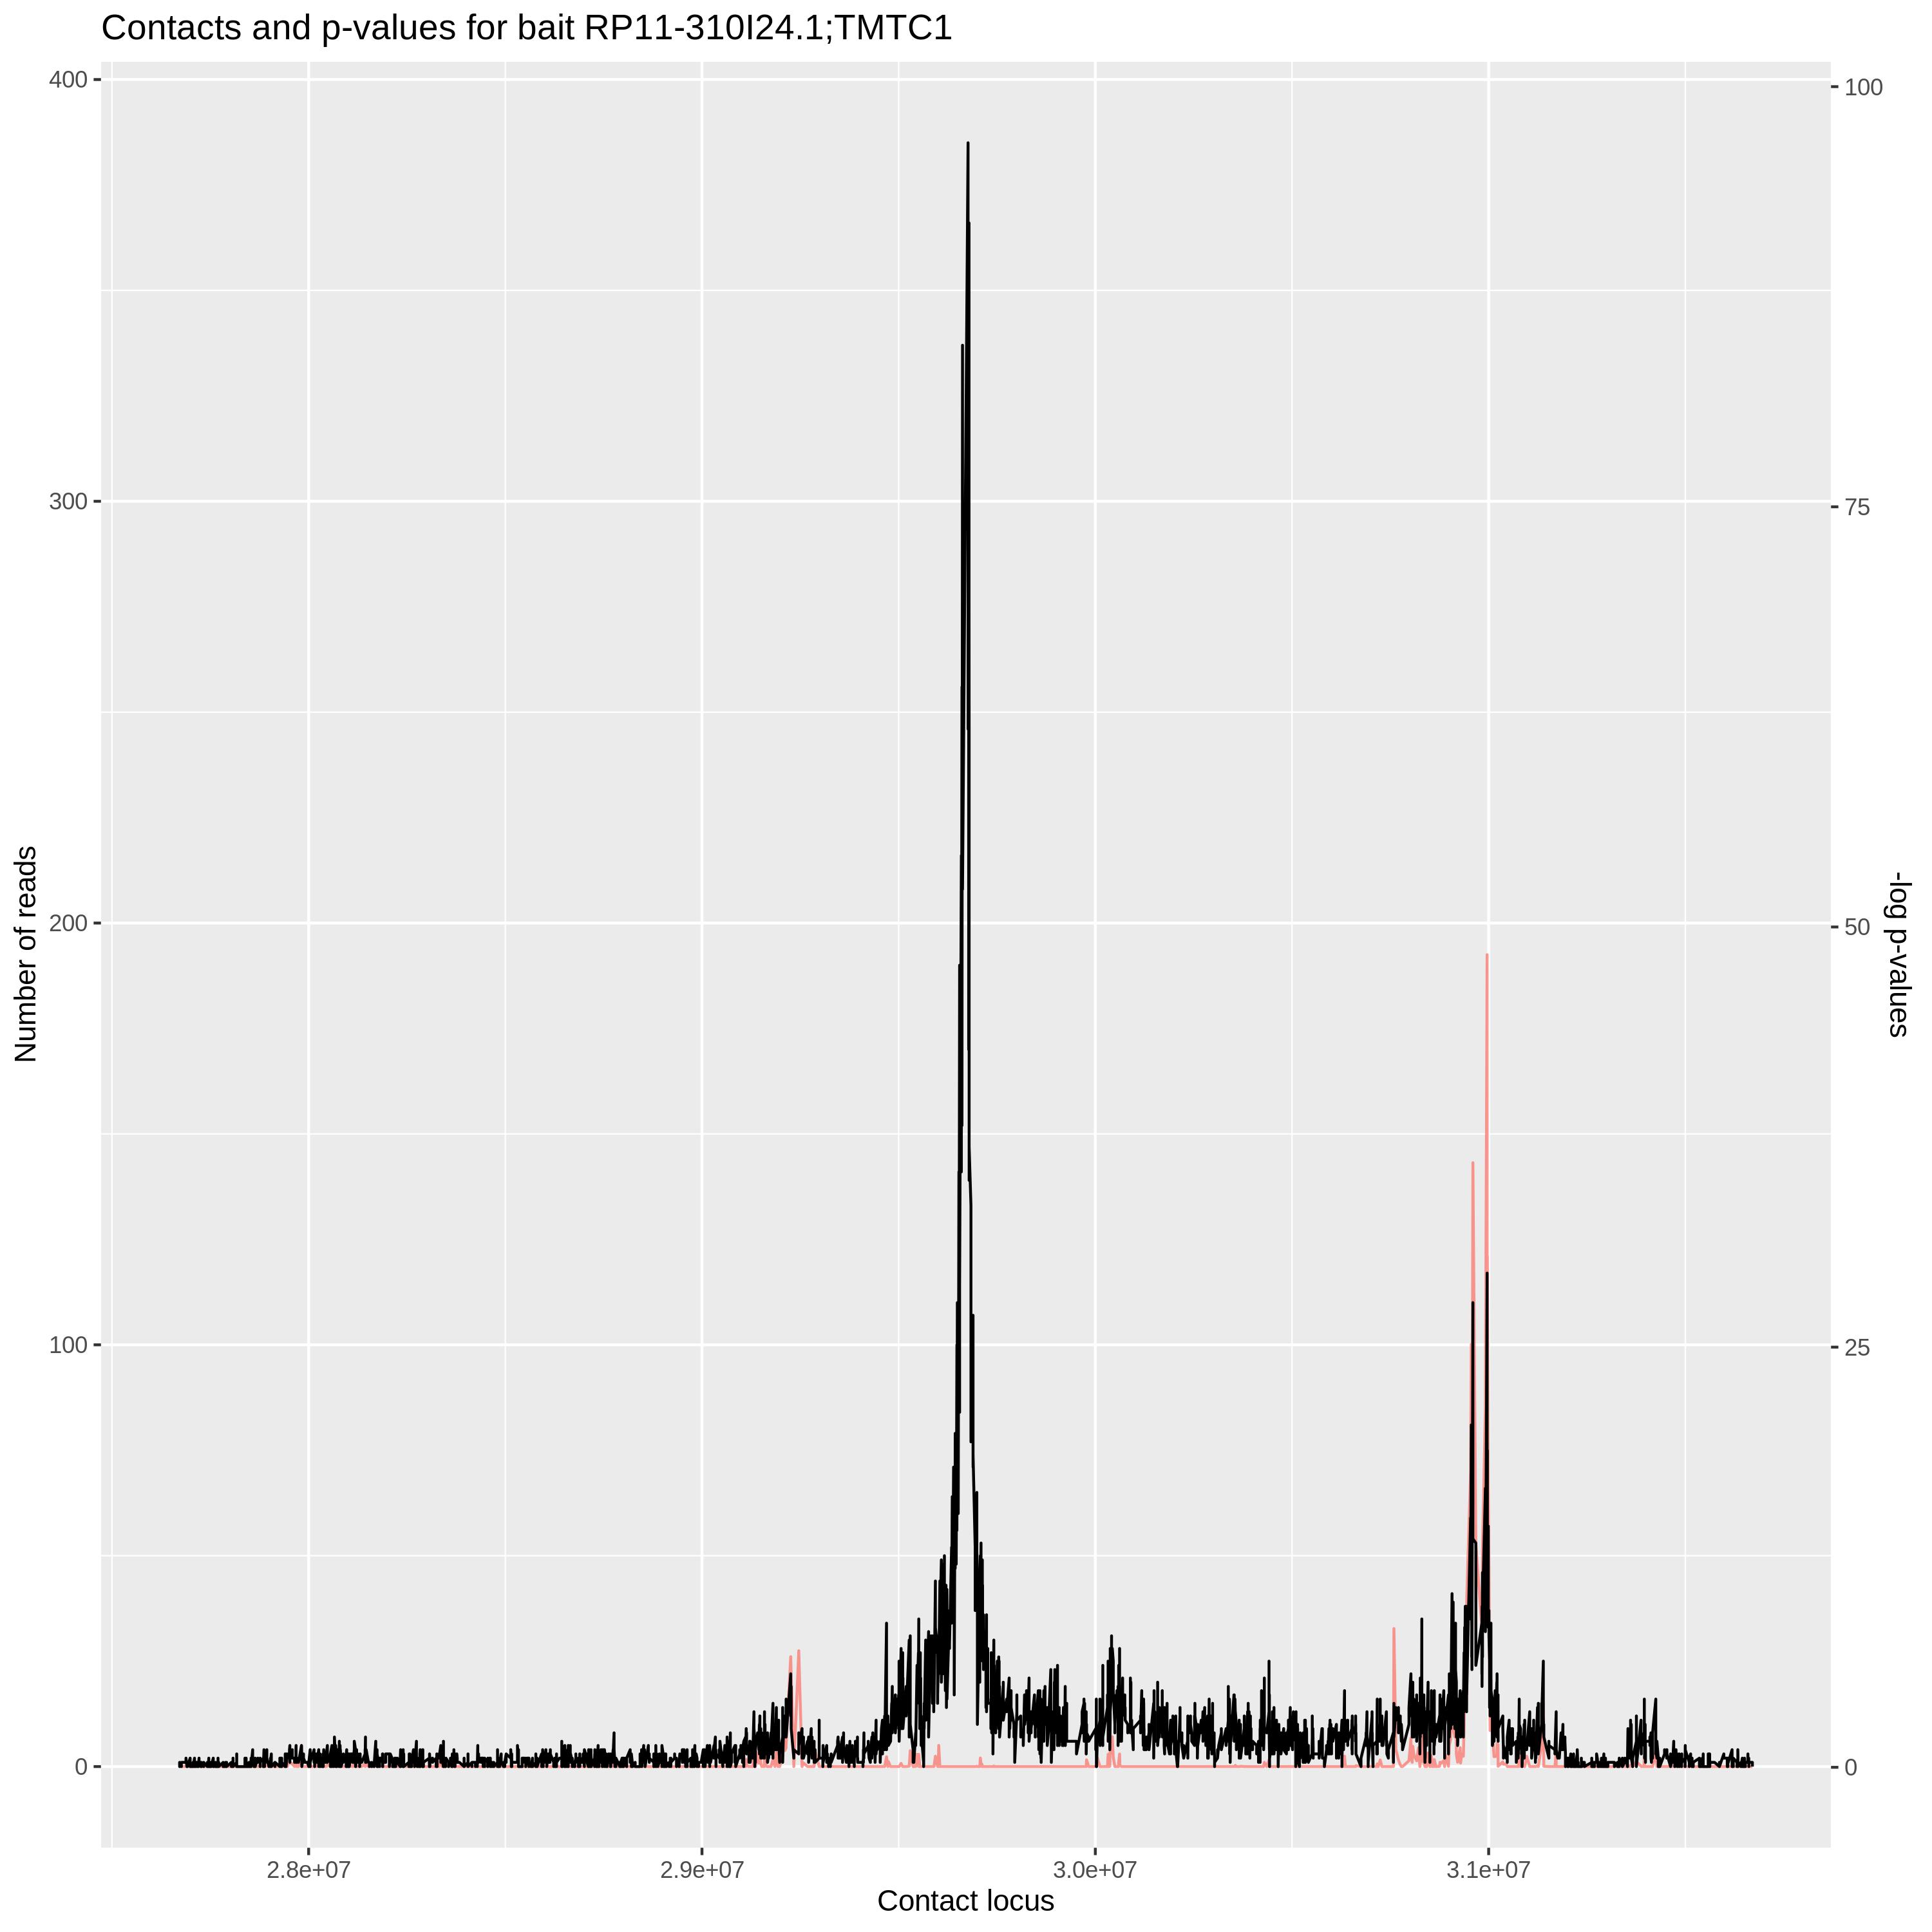 Contacts and p-values for bait RP11-310I24.1;TMTC1
400
300
200
100
0
Number of reads
100
75
50
25
0
-log p-values
2.8e+07
2.9e+07
3.0e+07
3.1e+07
Contact locus